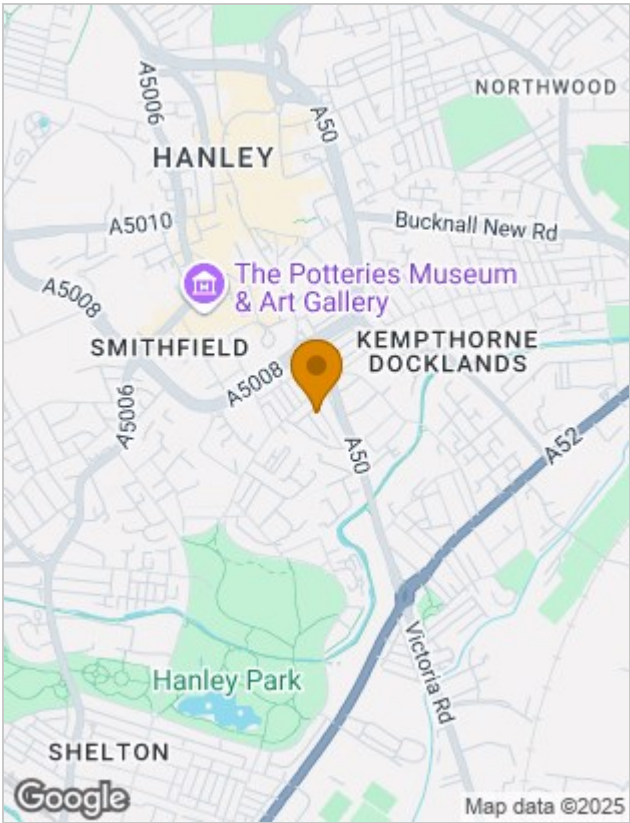 A5006
A50
NORTHWOOD
HANLEY
A5010
Bucknall New Rd
The Potteries Museum
& Art Gallery
A5008
SMITHFIELD
KEMPTHORNE
DOCKLANDS
A5008
A5006
A50
A52
Victoria Rd
Hanley Park
SHELTON
Google
Map data ©2025